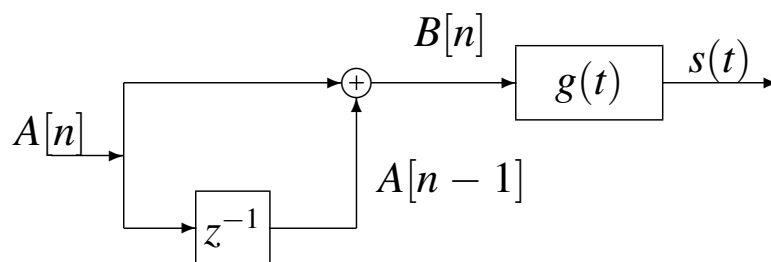 B[n]
g(t)
s(t)
+
A[n]
A[n − 1]
z⁻¹